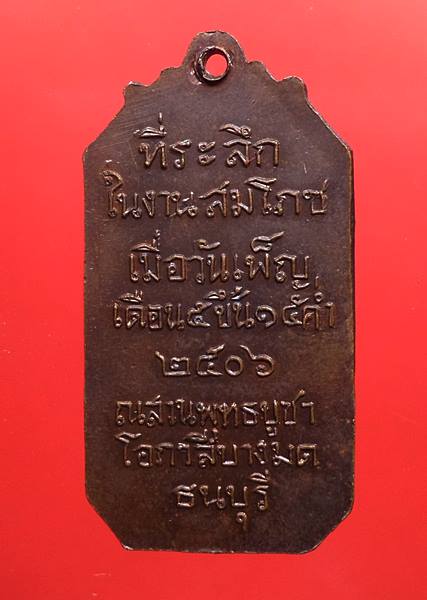 ที่ระลึก
ในงานสมโภช
เมื่อวันเพ็ญ
เดือน๕ขึ้น๑๕ค่ำ
๒๕๐๖
ณสวนพุทธบูชา
โอภาสีบางมด
ธนบุรี